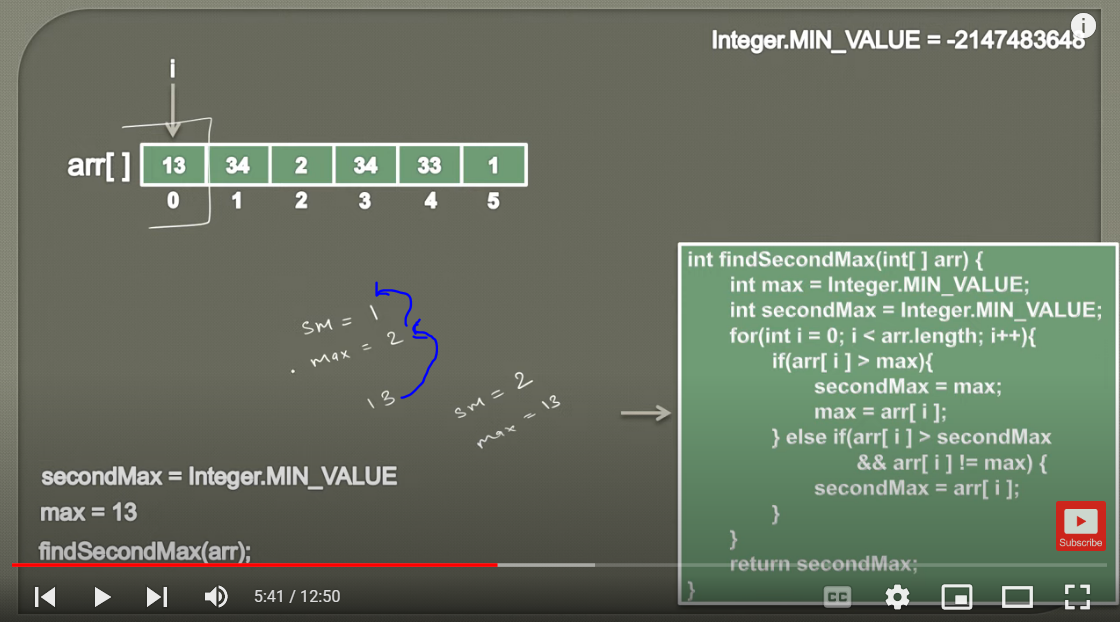 Integer.MIN_VALUE = -2147483648
i
i
arr[ ] 13 34 2 34 33 1
0 1 2 3 4 5
int findSecondMax(int[ ] arr) {
int max = Integer.MIN_VALUE;
int secondMax = Integer.MIN_VALUE;
for(int i = 0; i < arr.length; i++){
if(arr[ i ] > max){
secondMax = max;
max = arr[ i ];
} else if(arr[ i ] > secondMax
&& arr[ i ] != max) {
secondMax = arr[ i ];
}
}
return secondMax;
}
sm = 1
max = 2
13
sm = 2
max = 13
secondMax = Integer.MIN_VALUE
max = 13
findSecondMax(arr);
Subscribe
5:41 / 12:50
CC